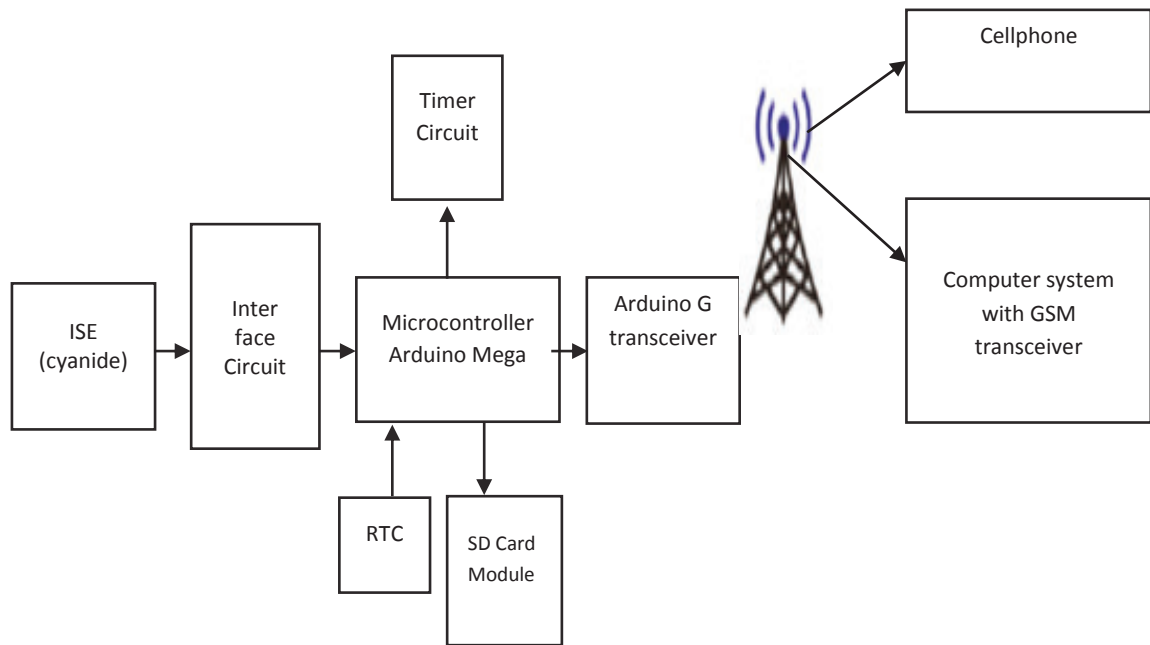 Cellphone
Timer
Circuit
ISE
(cyanide)
Inter
face
Circuit
Microcontroller
Arduino Mega
Arduino G
transceiver
Computer system
with GSM
transceiver
RTC
SD Card
Module